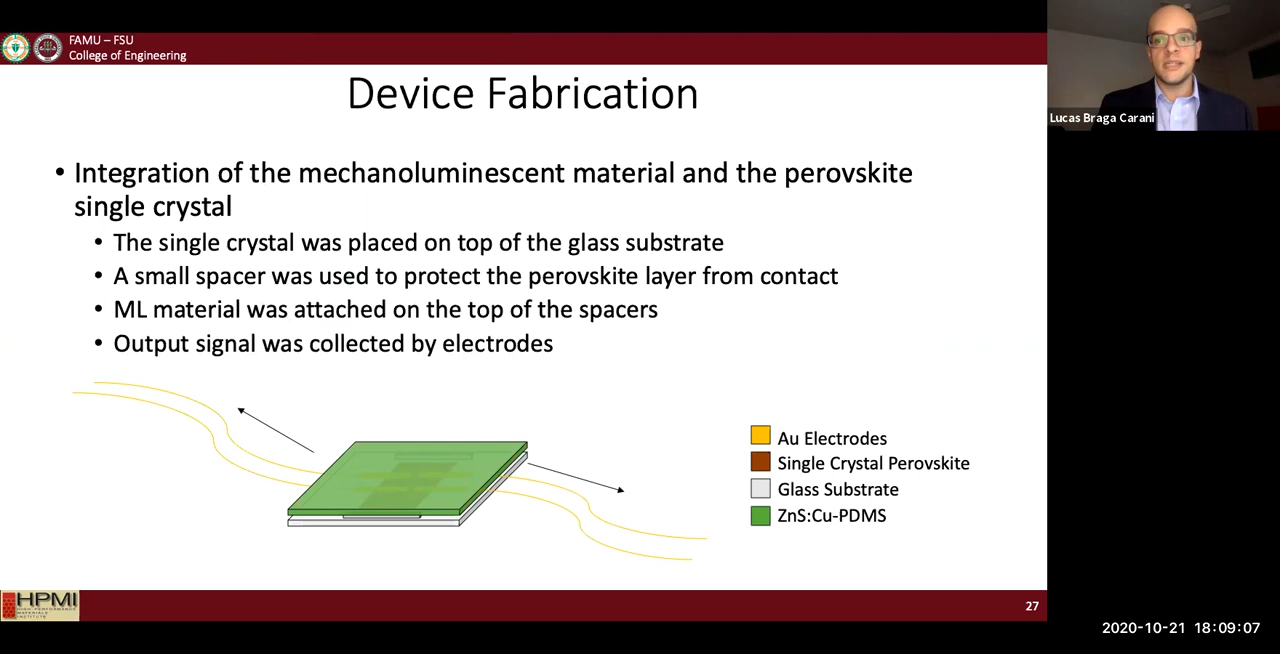 FAMU – FSU
College of Engineering
Device Fabrication
• Integration of the mechanoluminescent material and the perovskite
single crystal
• The single crystal was placed on top of the glass substrate
• A small spacer was used to protect the perovskite layer from contact
• ML material was attached on the top of the spacers
• Output signal was collected by electrodes
Au Electrodes
Single Crystal Perovskite
Glass Substrate
ZnS:Cu-PDMS
HPMI
HIGH-PERFORMANCE
MATERIALS
INSTITUTE
27
Lucas Braga Carani
2020-10-21 18:09:07